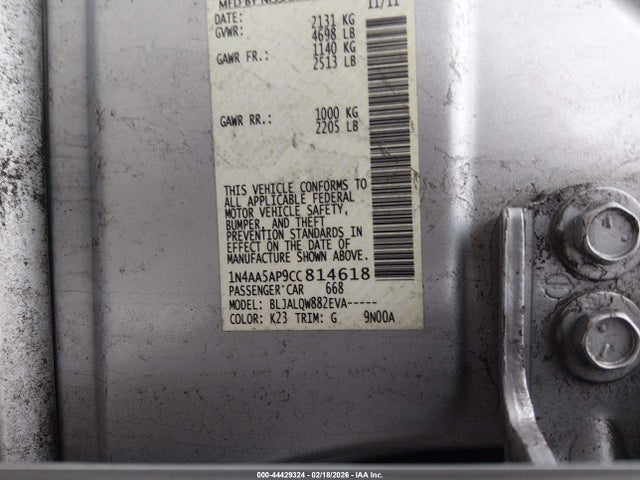 MFD BY NISSAN
DATE: 11/11
GVWR: 2131 KG
4698 LB
GAWR FR.: 1140 KG
2513 LB
GAWR RR.: 1000 KG
2205 LB
THIS VEHICLE CONFORMS TO
ALL APPLICABLE FEDERAL
MOTOR VEHICLE SAFETY,
BUMPER, AND THEFT
PREVENTION STANDARDS IN
EFFECT ON THE DATE OF
MANUFACTURE SHOWN ABOVE.
1N4AA5AP9CC814618
PASSENGER CAR 668
MODEL: BLJALQW882EVA-----
COLOR: K23 TRIM: G 9N00A
000-44429324 | 02/18/2026 - IAA Inc.